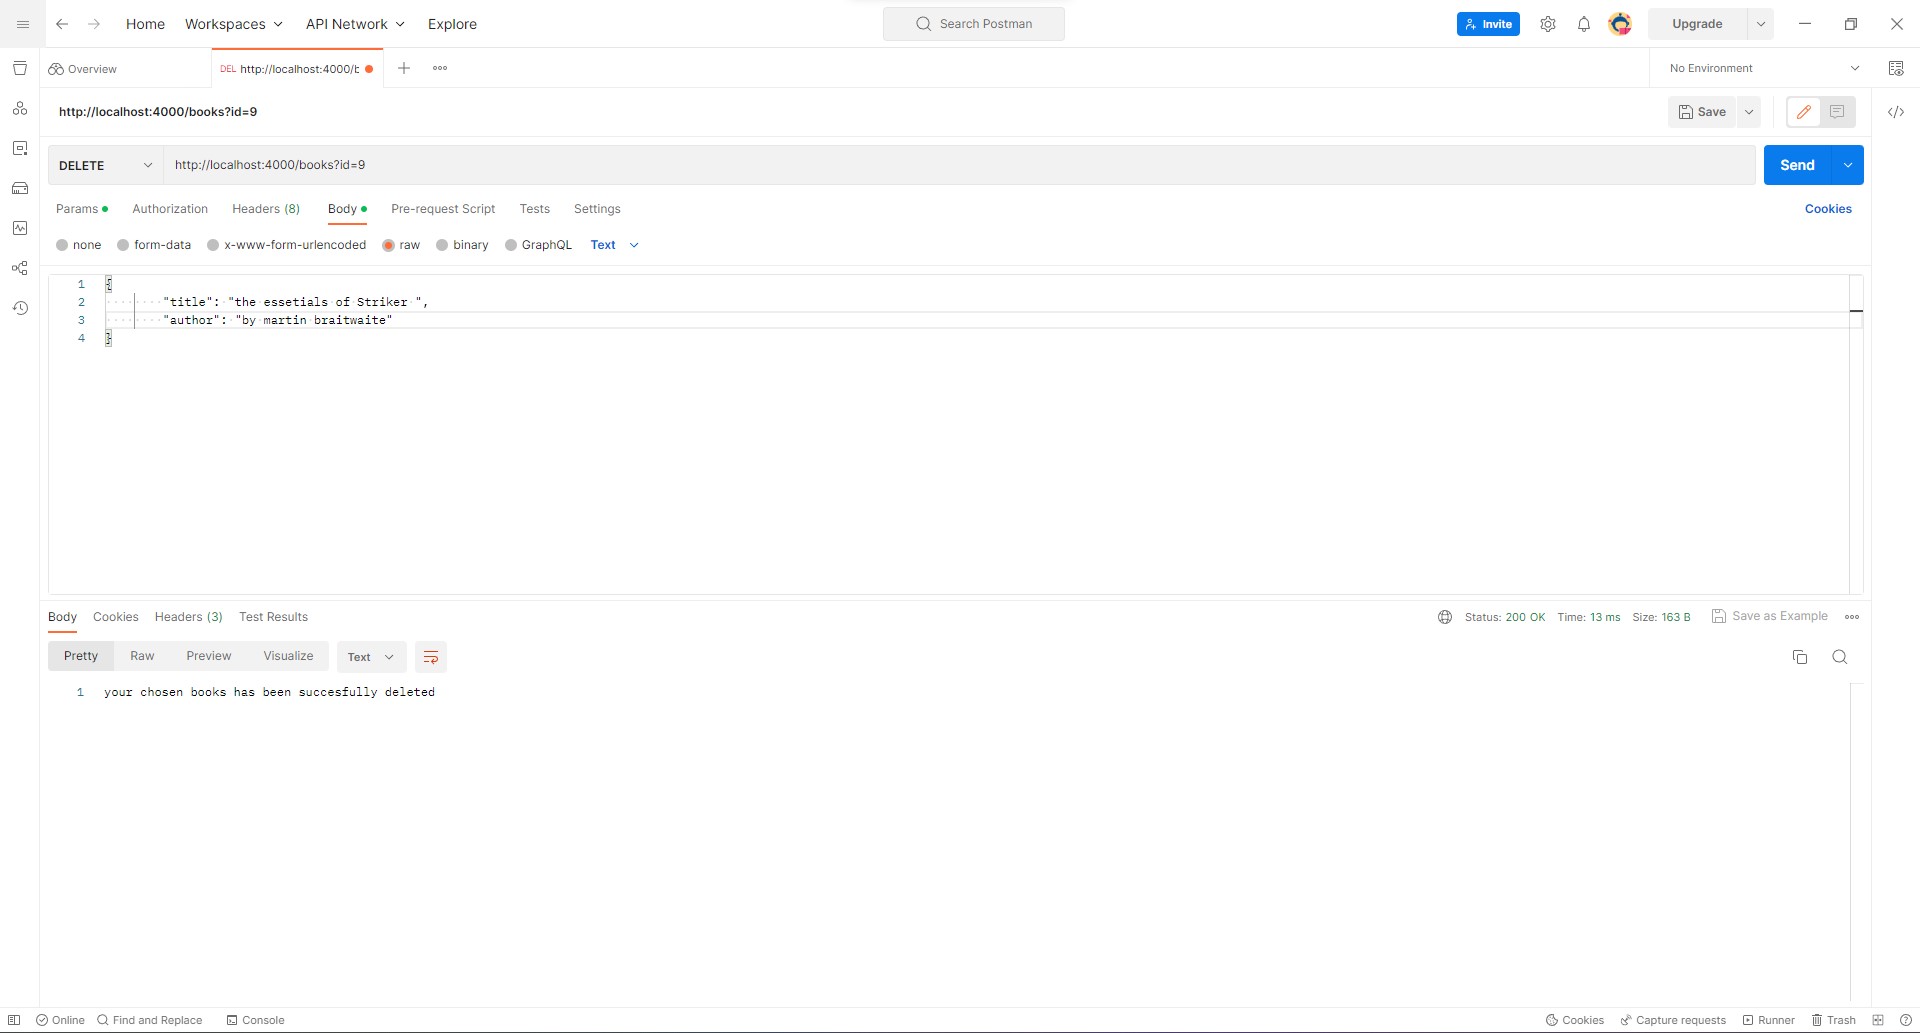 Home Workspaces API Network Explore Search Postman Invite Upgrade
Overview DEL http://localhost:4000/b No Environment
http://localhost:4000/books?id=9 Save
DELETE http://localhost:4000/books?id=9 Send
Params Authorization Headers (8) Body Pre-request Script Tests Settings Cookies
none form-data x-www-form-urlencoded raw binary GraphQL Text
1 {
2 "title": "the essetials of Striker ",
3 "author": "by martin braitwaite"
4 }
Body Cookies Headers (3) Test Results Status: 200 OK Time: 13 ms Size: 163 B Save as Example
Pretty Raw Preview Visualize Text
1 your chosen books has been succesfully deleted
Online Find and Replace Console Cookies Capture requests Runner Trash